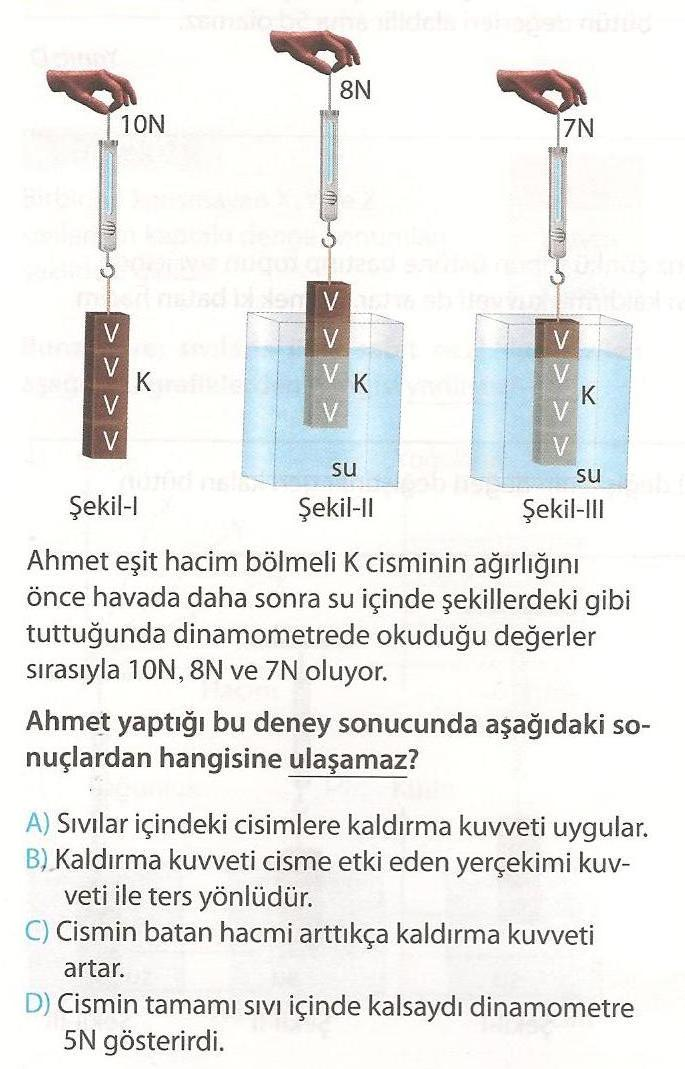 10N
8N
7N
V
V
V
V
K
V
V
V
V
K
V
V
V
V
K
su
su
Şekil-I
Şekil-II
Şekil-III
Ahmet eşit hacim bölmeli K cisminin ağırlığını
önce havada daha sonra su içinde şekillerdeki gibi
tuttuğunda dinamometrede okuduğu değerler
sırasıyla 10N, 8N ve 7N oluyor.
Ahmet yaptığı bu deney sonucunda aşağıdaki so-
nuçlardan hangisine ulaşamaz?
A) Sıvılar içindeki cisimlere kaldırma kuvveti uygular.
B) Kaldırma kuvveti cisme etki eden yerçekimi kuv-
veti ile ters yönlüdür.
C) Cismin batan hacmi arttıkça kaldırma kuvveti
artar.
D) Cismin tamamı sıvı içinde kalsaydı dinamometre
5N gösterirdi.